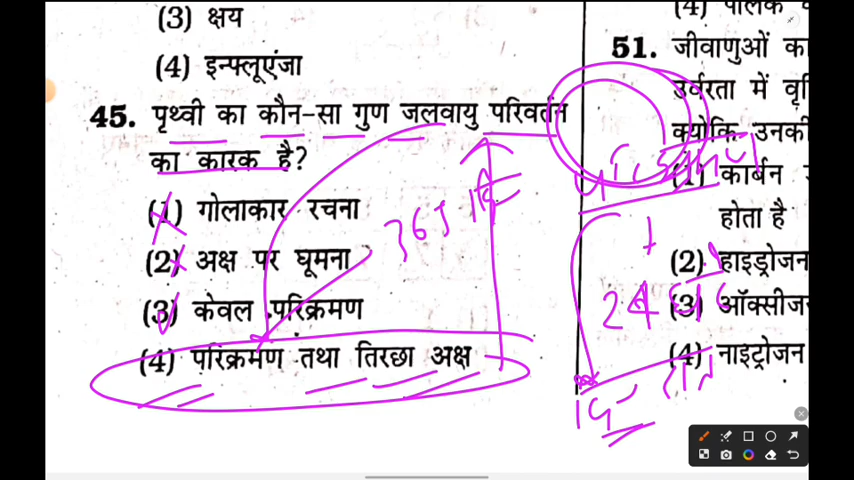 (3) क्षय
(4) इन्फ्लूएंजा
45. पृथ्वी का कौन-सा गुण जलवायु परिवर्तन
का कारक है?
(1) गोलाकार रचना
(2) अक्ष पर घूमना
(3) केवल परिक्रमण
(4) परिक्रमण तथा तिरछा अक्ष
365 दिन
(4) पालक
51. जीवाणुओं का
उर्वरता में वृ
क्योंकि उनकी
(1) कार्बन
होता है
(2) हाइड्रोजन
(3) ऑक्सीजन
(4) नाइट्रोजन
24
दिन रात